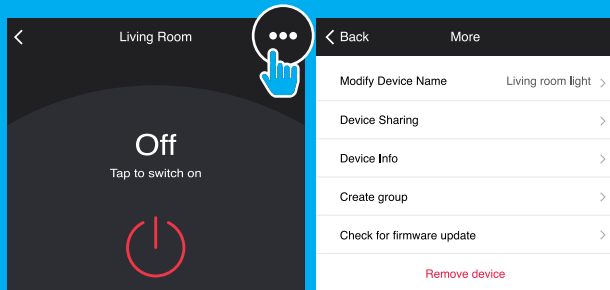 Living Room
Off
Tap to switch on
Back More
Modify Device Name Living room light
Device Sharing
Device Info
Create group
Check for firmware update
Remove device